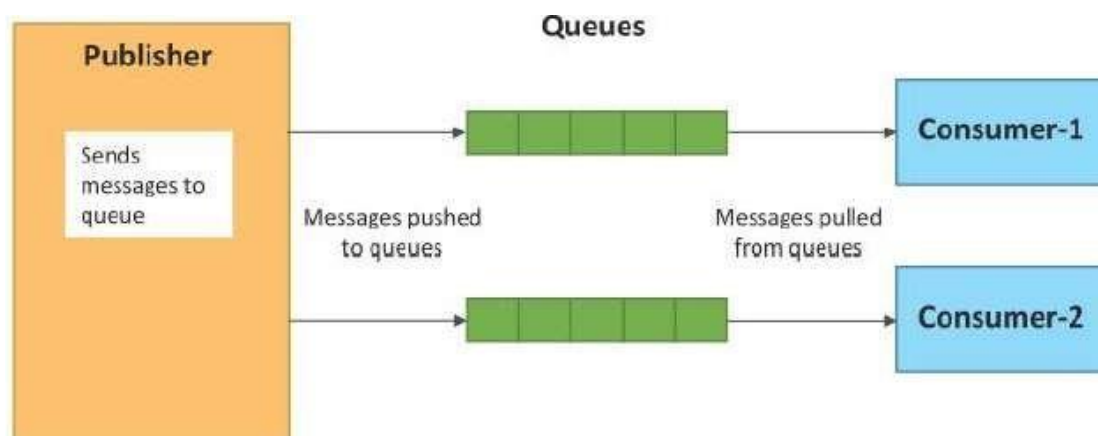 Queues
Publisher
Sends
messages to
queue
Messages pushed
to queues
Messages pulled
from queues
Consumer-1
Consumer-2